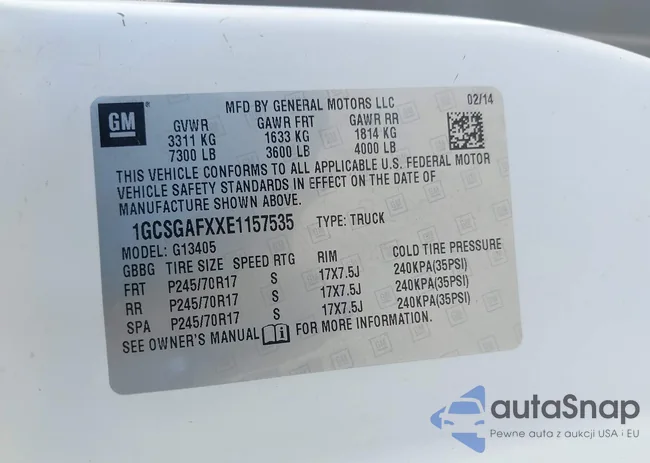 GM
MFD BY GENERAL MOTORS LLC 02/14
GVWR GAWR FRT GAWR RR
3311 KG 1633 KG 1814 KG
7300 LB 3600 LB 4000 LB
THIS VEHICLE CONFORMS TO ALL APPLICABLE U.S. FEDERAL MOTOR
VEHICLE SAFETY STANDARDS IN EFFECT ON THE DATE OF
MANUFACTURE SHOWN ABOVE.
1GCSGAFXXE1157535 TYPE: TRUCK
MODEL: G13405
GBBG TIRE SIZE SPEED RTG RIM COLD TIRE PRESSURE
FRT P245/70R17 S 17X7.5J 240KPA(35PSI)
RR P245/70R17 S 17X7.5J 240KPA(35PSI)
SPA P245/70R17 S 17X7.5J 240KPA(35PSI)
SEE OWNER'S MANUAL FOR MORE INFORMATION.
autaSnap
Pewne auta z aukcji USA i EU